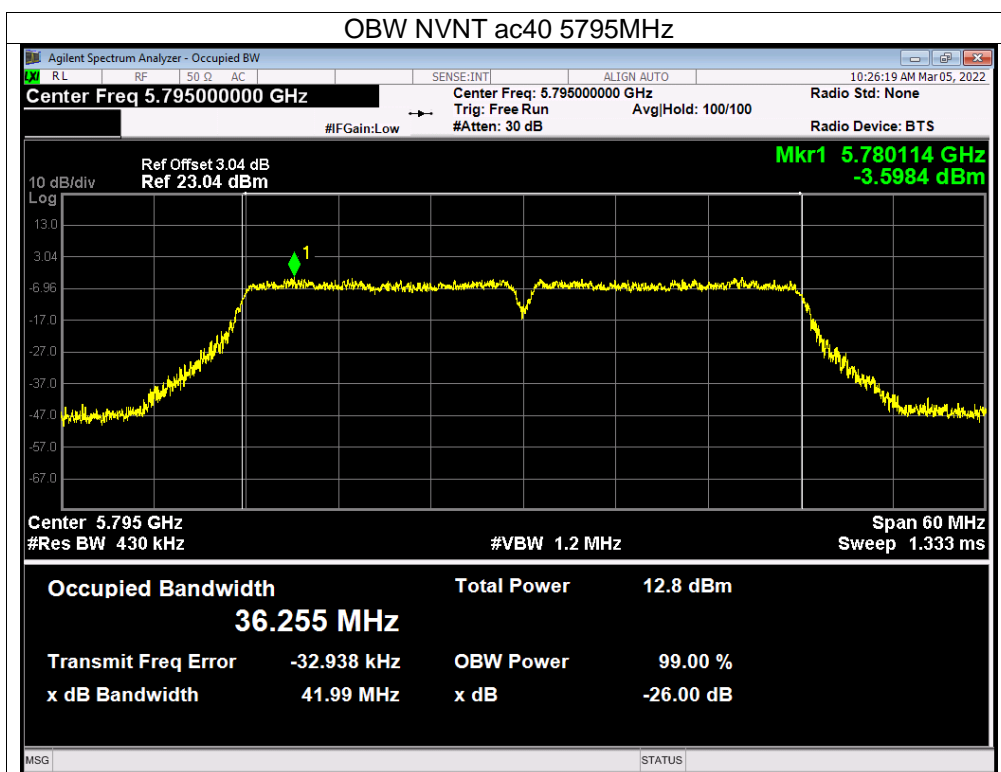 OBW NVNT ac40 5795MHz
Agilent Spectrum Analyzer - Occupied BW
LXI RL RF 50 Ω AC SENSE:INT ALIGN AUTO 10:26:19 AM Mar 05, 2022
Center Freq 5.795000000 GHz Center Freq: 5.795000000 GHz Radio Std: None
Trig: Free Run Avg|Hold: 100/100
#IFGain:Low #Atten: 30 dB Radio Device: BTS
Mkr1 5.780114 GHz
-3.5984 dBm
Ref Offset 3.04 dB
10 dB/div Ref 23.04 dBm
Log
13.0
3.04
-6.96
-17.0
-27.0
-37.0
-47.0
-57.0
-67.0
1
Center 5.795 GHz Span 60 MHz
#Res BW 430 kHz #VBW 1.2 MHz Sweep 1.333 ms
Occupied Bandwidth Total Power 12.8 dBm
36.255 MHz
Transmit Freq Error -32.938 kHz OBW Power 99.00 %
x dB Bandwidth 41.99 MHz x dB -26.00 dB
MSG STATUS